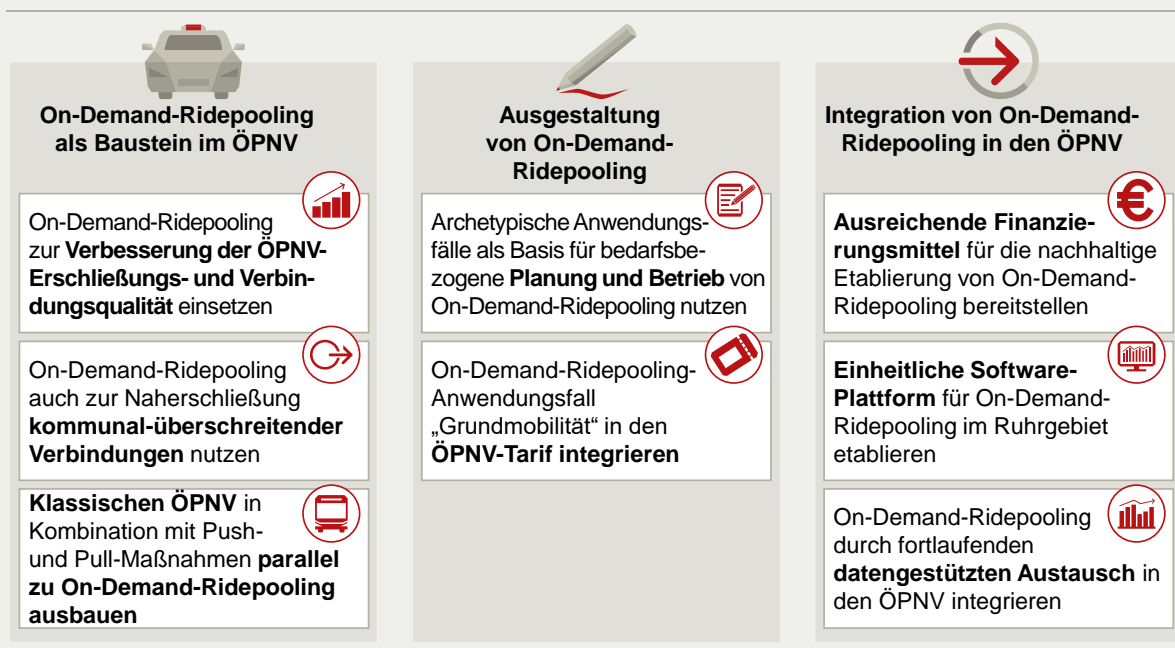 On-Demand-Ridepooling
als Baustein im ÖPNV
On-Demand-Ridepooling
zur Verbesserung der ÖPNV-
Erschließungs- und Verbin-
dungsqualität einsetzen
On-Demand-Ridepooling
auch zur Naherschließung
kommunal-überschreitender
Verbindungen nutzen
Klassischen ÖPNV in
Kombination mit Push-
und Pull-Maßnahmen parallel
zu On-Demand-Ridepooling
ausbauen
Ausgestaltung
von On-Demand-
Ridepooling
Archetypische Anwendungs-
fälle als Basis für bedarfsbe-
zogene Planung und Betrieb von
On-Demand-Ridepooling nutzen
On-Demand-Ridepooling-
Anwendungsfall
„Grundmobilität“ in den
ÖPNV-Tarif integrieren
Integration von On-Demand-
Ridepooling in den ÖPNV
Ausreichende Finanzie-
rungsmittel für die nachhaltige
Etablierung von On-Demand-
Ridepooling bereitstellen
Einheitliche Software-
Plattform für On-Demand-
Ridepooling im Ruhrgebiet
etablieren
On-Demand-Ridepooling
durch fortlaufenden
datengestützten Austausch in
den ÖPNV integrieren